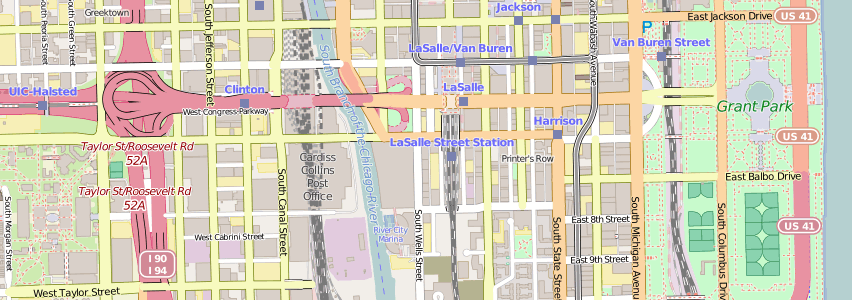 Greektown
South Peoria Street
South Green Street
South Jefferson Street
Jackson
East Jackson Drive
US 41
P
LaSalle/Van Buren
Van Buren Street
UIC-Halsted
Clinton
LaSalle
West Congress Parkway
Grant Park
Harrison
South Branch of the Chicago River
US 41
LaSalle Street Station
Taylor St/Roosevelt Rd
52A
Cardiss
Collins
Post
Office
Printer's Row
East Balbo Drive
Taylor St/Roosevelt Rd
52A
South Morgan Street
South Canal Street
South Wells Street
South State Street
South Michigan Avenue
South Columbus Drive
East 8th Street
US 41
West Cabrini Street
River City
Marina
I 90
I 94
East 9th Street
West Taylor Street